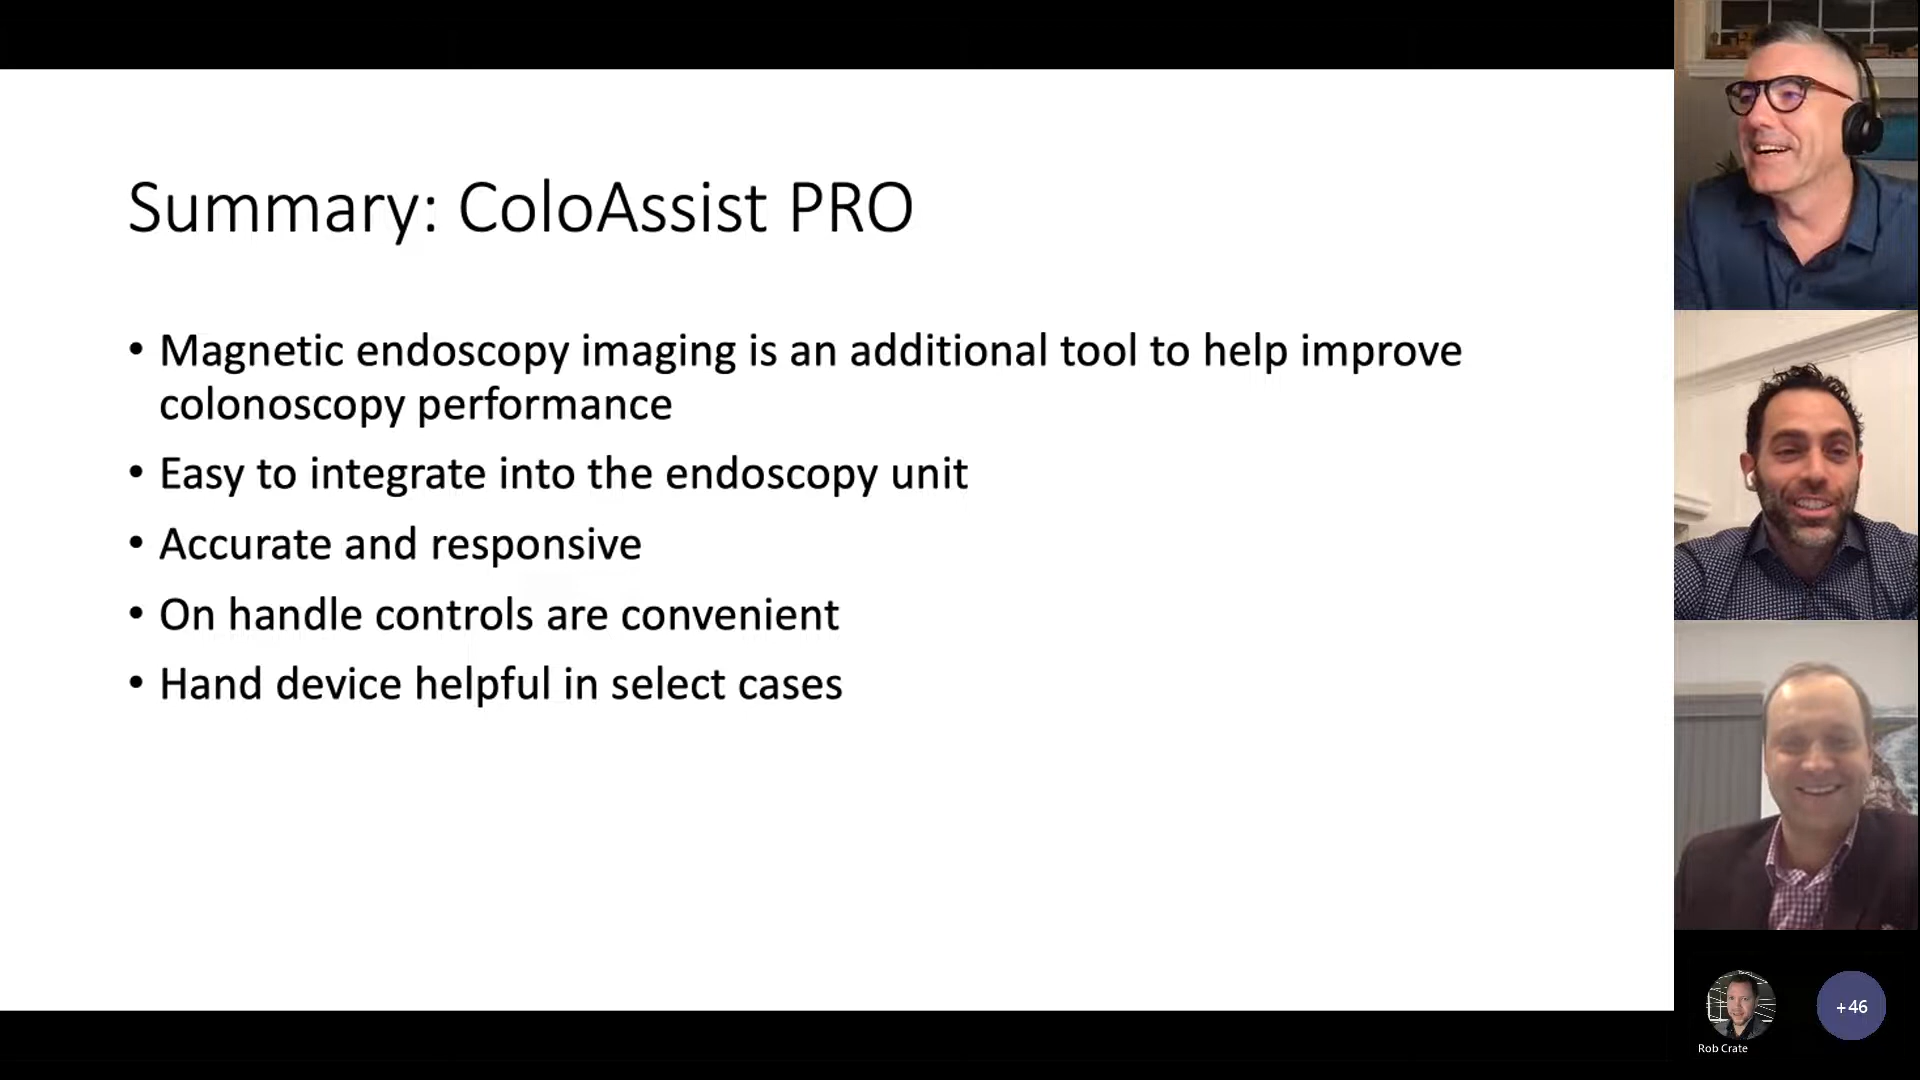 Summary: ColoAssist PRO
• Magnetic endoscopy imaging is an additional tool to help improve
colonoscopy performance
• Easy to integrate into the endoscopy unit
• Accurate and responsive
• On handle controls are convenient
• Hand device helpful in select cases
+46
Rob Crate